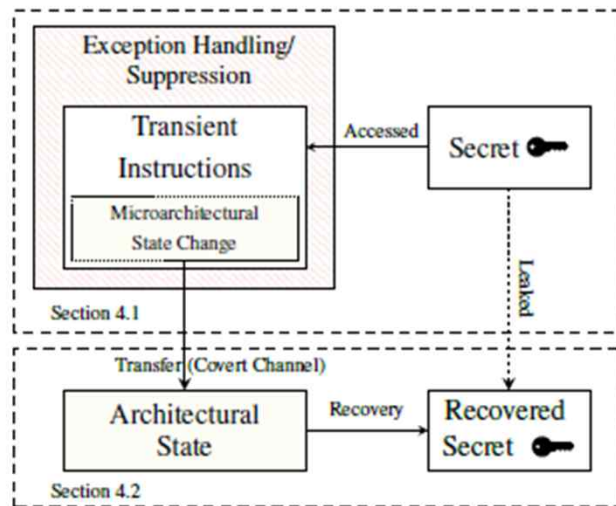 Exception Handling/
Suppression
Transient
Instructions
Microarchitectural
State Change
Accessed
Secret
Leaked
Section 4.1
Transfer (Covert Channel)
Architectural
State
Recovery
Recovered
Secret
Section 4.2